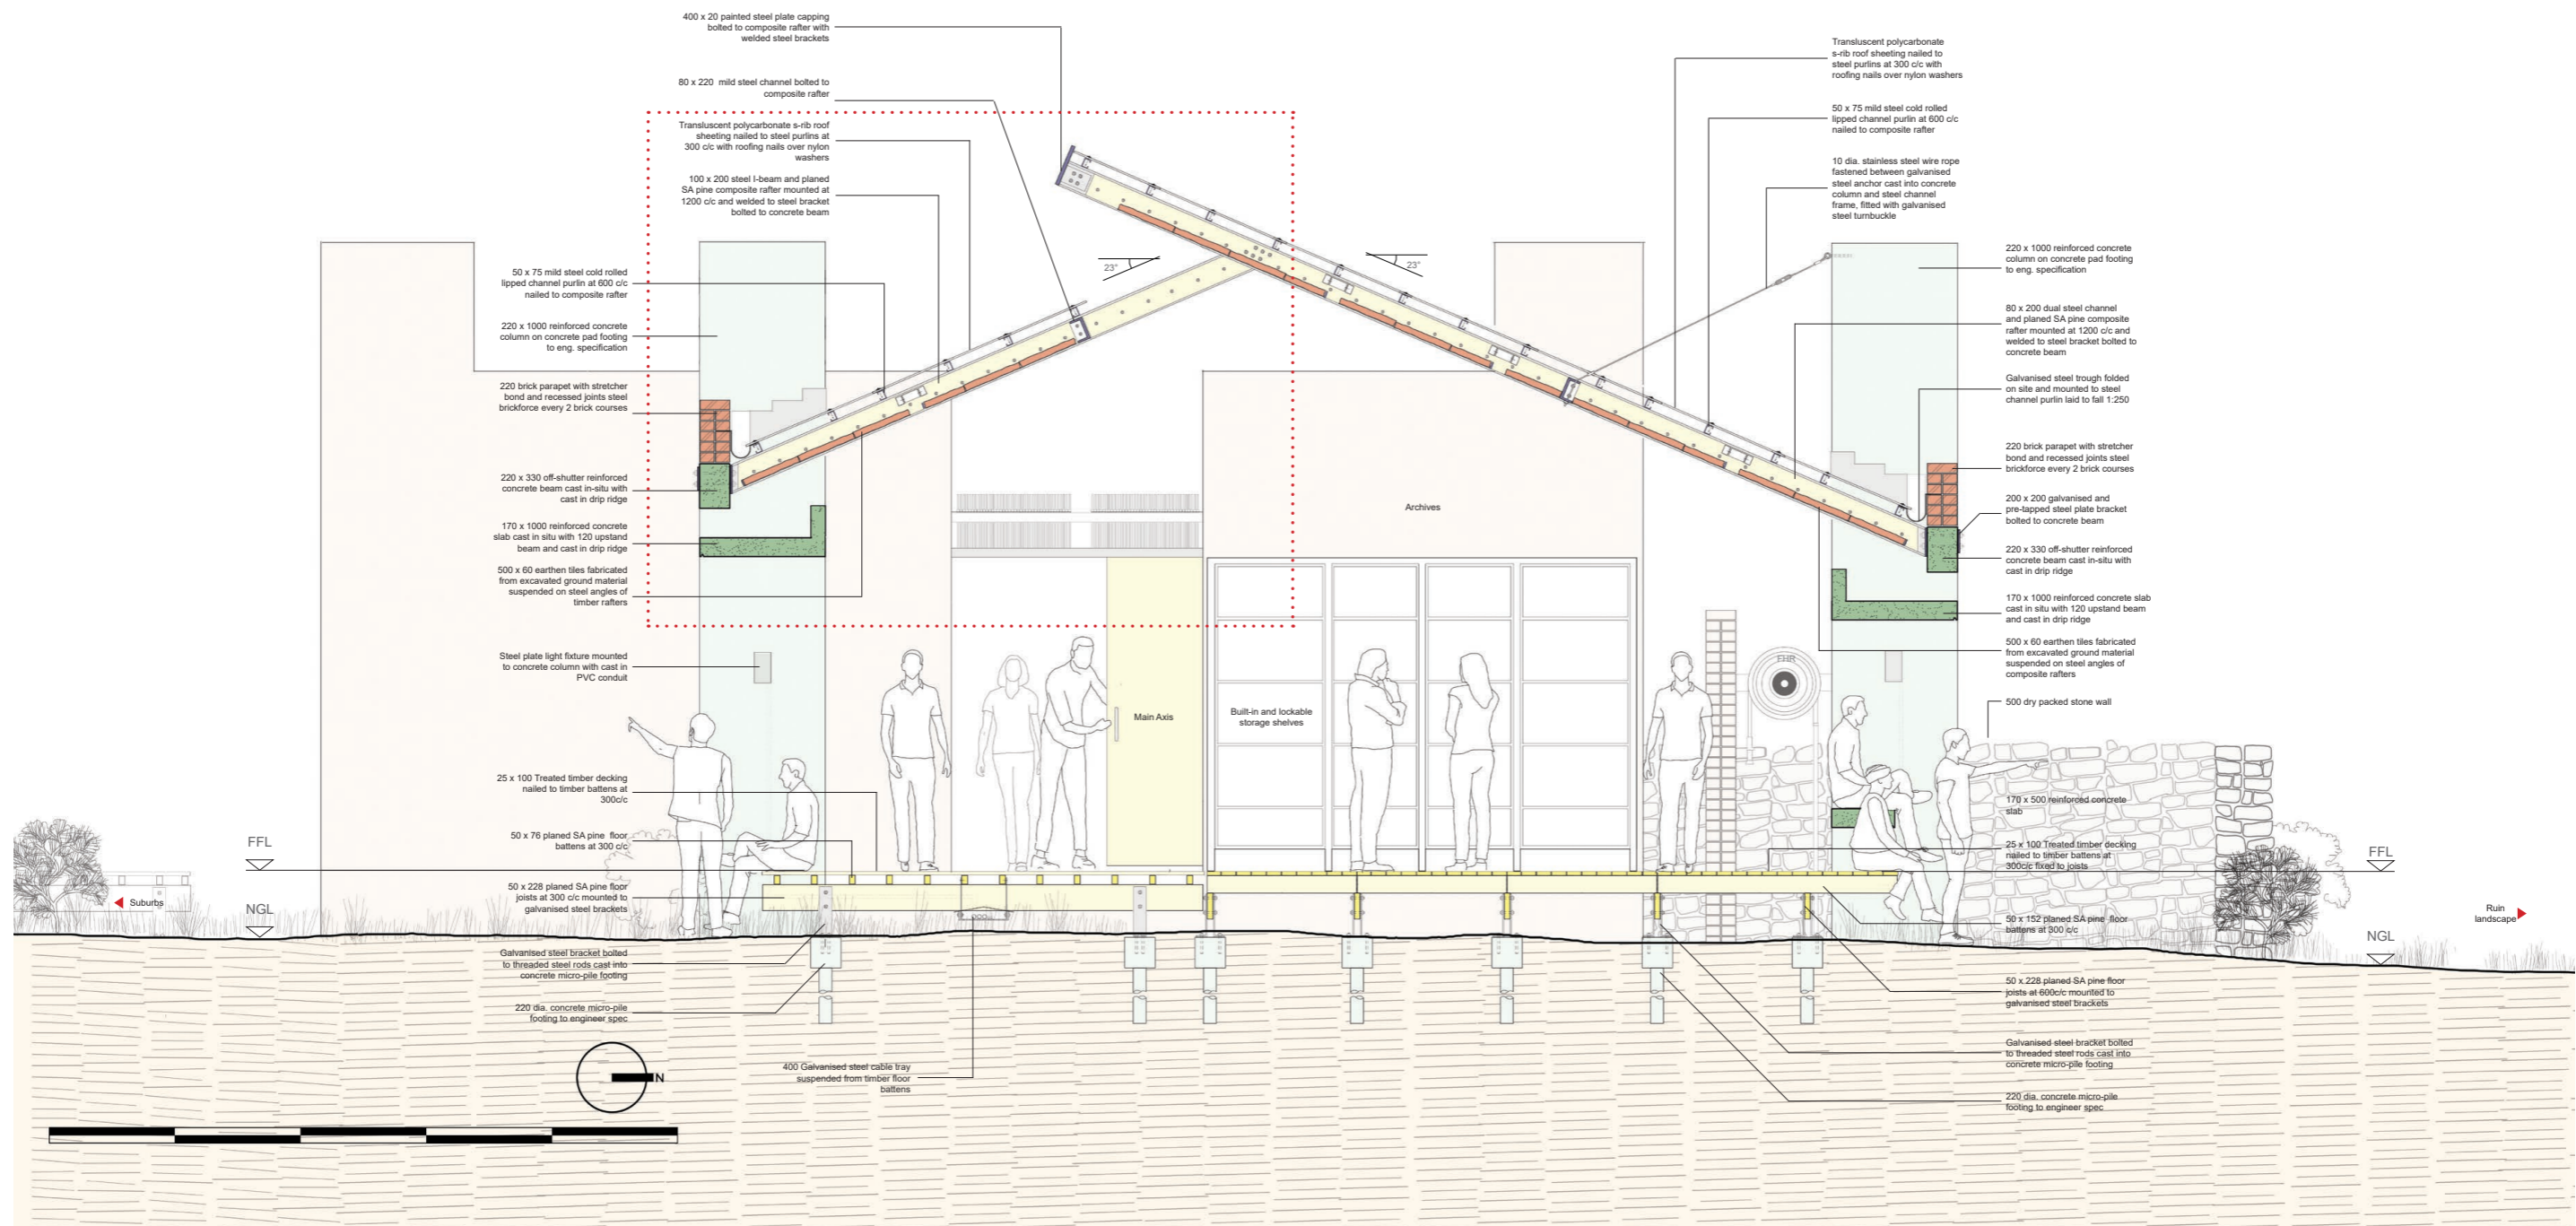 400 x 20 painted steel plate capping
bolted to composite rafter with
welded steel brackets
80 x 220 mild steel channel bolted to
composite rafter
Transluscent polycarbonate s-rib roof
sheeting nailed to steel purlins at
300 c/c with roofing nails over nylon
washers
100 x 200 steel I-beam and planed
SA pine composite rafter mounted at
1200 c/c and welded to steel bracket
bolted to concrete beam
50 x 75 mild steel cold rolled
lipped channel purlin at 600 c/c
nailed to composite rafter
220 x 1000 reinforced concrete
column on concrete pad footing
to eng. specification
220 brick parapet with stretcher
bond and recessed joints steel
brickforce every 2 brick courses
220 x 330 off-shutter reinforced
concrete beam cast in-situ with
cast in drip ridge
170 x 1000 reinforced concrete
slab cast in situ with 120 upstand
beam and cast in drip ridge
500 x 60 earthen tiles fabricated
from excavated ground material
suspended on steel angles of
timber rafters
Steel plate light fixture mounted
to concrete column with cast in
PVC conduit
25 x 100 Treated timber decking
nailed to timber battens at
300c/c
50 x 76 planed SA pine floor
battens at 300 c/c
50 x 228 planed SA pine floor
joists at 300 c/c mounted to
galvanised steel brackets
Galvanised steel bracket bolted
to threaded steel rods cast into
concrete micro-pile footing
220 dia. concrete micro-pile
footing to engineer spec
400 Galvanised steel cable tray
suspended from timber floor
battens
FFL
NGL
Suburbs
N
23°
23°
Archives
Main Axis
Built-in and lockable
storage shelves
FHR
Transluscent polycarbonate
s-rib roof sheeting nailed to
steel purlins at 300 c/c with
roofing nails over nylon washers
50 x 75 mild steel cold rolled
lipped channel purlin at 600 c/c
nailed to composite rafter
10 dia. stainless steel wire rope
fastened between galvanised
steel anchor cast into concrete
column and steel channel
frame, fitted with galvanised
steel turnbuckle
220 x 1000 reinforced concrete
column on concrete pad footing
to eng. specification
80 x 200 dual steel channel
and planed SA pine composite
rafter mounted at 1200 c/c and
welded to steel bracket bolted to
concrete beam
Galvanised steel trough folded
on site and mounted to steel
channel purlin laid to fall 1:250
220 brick parapet with stretcher
bond and recessed joints steel
brickforce every 2 brick courses
200 x 200 galvanised and
pre-tapped steel plate bracket
bolted to concrete beam
220 x 330 off-shutter reinforced
concrete beam cast in-situ with
cast in drip ridge
170 x 1000 reinforced concrete slab
cast in situ with 120 upstand beam
and cast in drip ridge
500 x 60 earthen tiles fabricated
from excavated ground material
suspended on steel angles of
composite rafters
500 dry packed stone wall
170 x 500 reinforced concrete
slab
25 x 100 Treated timber decking
nailed to timber battens at
300c/c fixed to joists
50 x 152 planed SA pine floor
battens at 300 c/c
50 x 228 planed SA pine floor
joists at 600c/c mounted to
galvanised steel brackets
Galvanised steel bracket bolted
to threaded steel rods cast into
concrete micro-pile footing
220 dia. concrete micro-pile
footing to engineer spec
FFL
Ruin
landscape
NGL